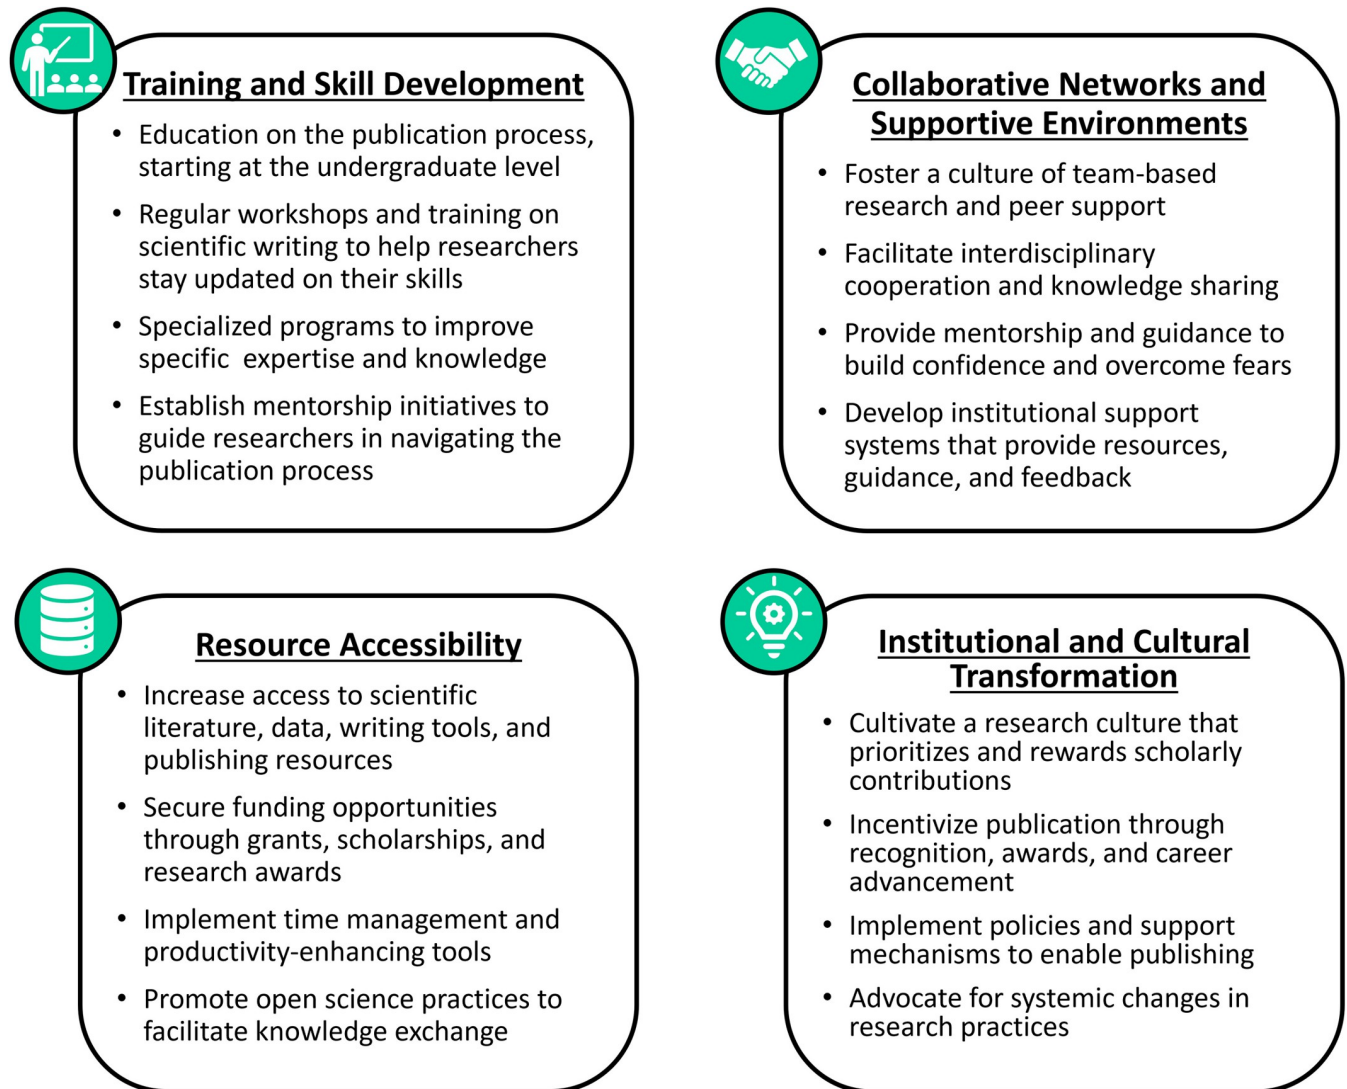 Training and Skill Development
• Education on the publication process,
starting at the undergraduate level
• Regular workshops and training on
scientific writing to help researchers
stay updated on their skills
• Specialized programs to improve
specific  expertise and knowledge
• Establish mentorship initiatives to
guide researchers in navigating the
publication process
Collaborative Networks and
Supportive Environments
• Foster a culture of team-based
research and peer support
• Facilitate interdisciplinary
cooperation and knowledge sharing
• Provide mentorship and guidance to
build confidence and overcome fears
• Develop institutional support
systems that provide resources,
guidance, and feedback
Resource Accessibility
• Increase access to scientific
literature, data, writing tools, and
publishing resources
• Secure funding opportunities
through grants, scholarships, and
research awards
• Implement time management and
productivity-enhancing tools
• Promote open science practices to
facilitate knowledge exchange
Institutional and Cultural
Transformation
• Cultivate a research culture that
prioritizes and rewards scholarly
contributions
• Incentivize publication through
recognition, awards, and career
advancement
• Implement policies and support
mechanisms to enable publishing
• Advocate for systemic changes in
research practices